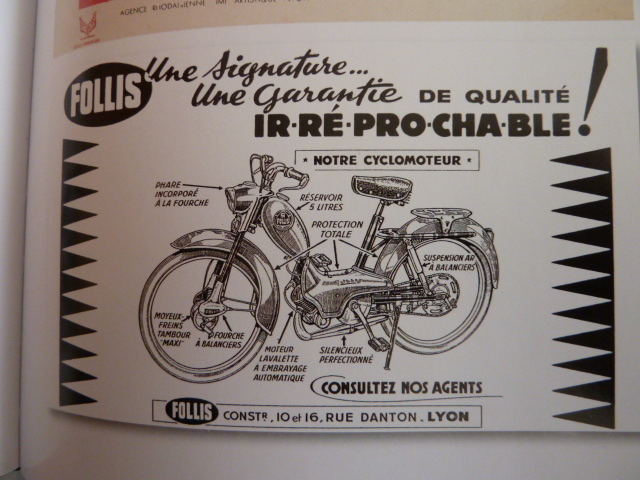 AGENCE RHODANIENNE IMP. ARTISTIQUE
FOLLIS
Une Signature...
Une Garantie DE QUALITÉ
IR·RÉ·PRO·CHA·BLE!
• NOTRE CYCLOMOTEUR •
PHARE
INCORPORÉ
À LA FOURCHE
RÉSERVOIR
5 LITRES
PROTECTION
TOTALE
SUSPENSION AR
À BALANCIERS
MOYEUX-
FREINS
TAMBOUR
"MAXI"
FOURCHE
À BALANCIERS
MOTEUR
LAVALETTE
A EMBRAYAGE
AUTOMATIQUE
SILENCIEUX
PERFECTIONNÉ
CONSULTEZ NOS AGENTS
FOLLIS CONSTR, 10 et 16, RUE DANTON. LYON